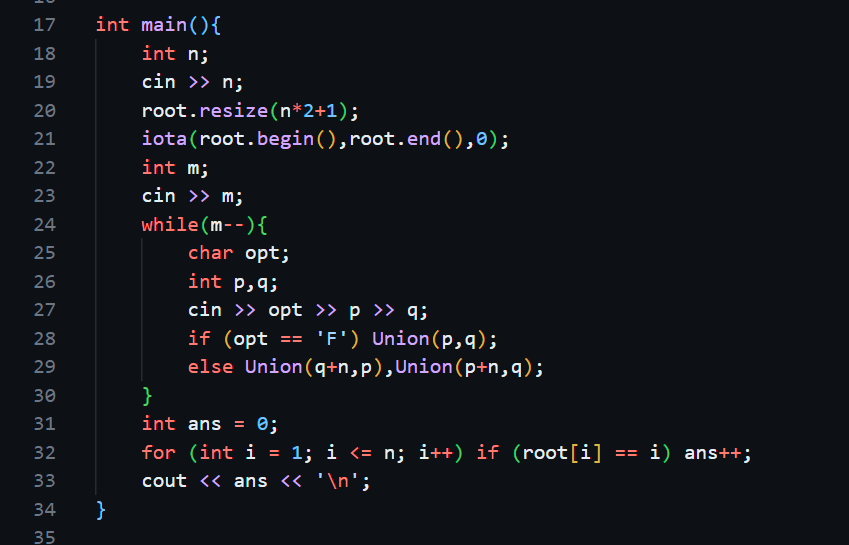 17 int main(){
18 int n;
19 cin >> n;
20 root.resize(n*2+1);
21 iota(root.begin(),root.end(),0);
22 int m;
23 cin >> m;
24 while(m--){
25 char opt;
26 int p,q;
27 cin >> opt >> p >> q;
28 if (opt == 'F') Union(p,q);
29 else Union(q+n,p),Union(p+n,q);
30 }
31 int ans = 0;
32 for (int i = 1; i <= n; i++) if (root[i] == i) ans++;
33 cout << ans << '\n';
34 }
35